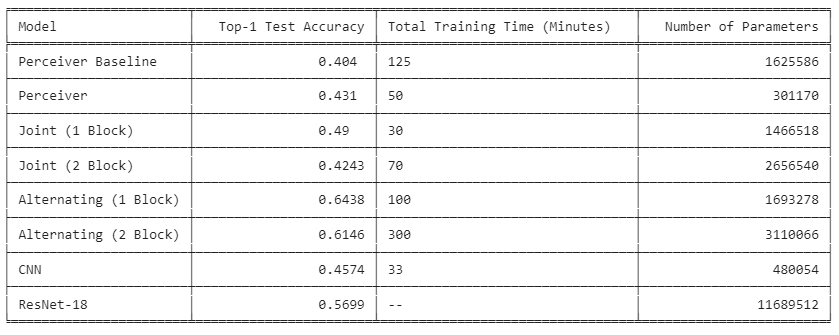 Model Top-1 Test Accuracy Total Training Time (Minutes) Number of Parameters
Perceiver Baseline 0.404 125 1625586
Perceiver 0.431 50 301170
Joint (1 Block) 0.49 30 1466518
Joint (2 Block) 0.4243 70 2656540
Alternating (1 Block) 0.6438 100 1693278
Alternating (2 Block) 0.6146 300 3110066
CNN 0.4574 33 480054
ResNet-18 0.5699 -- 11689512